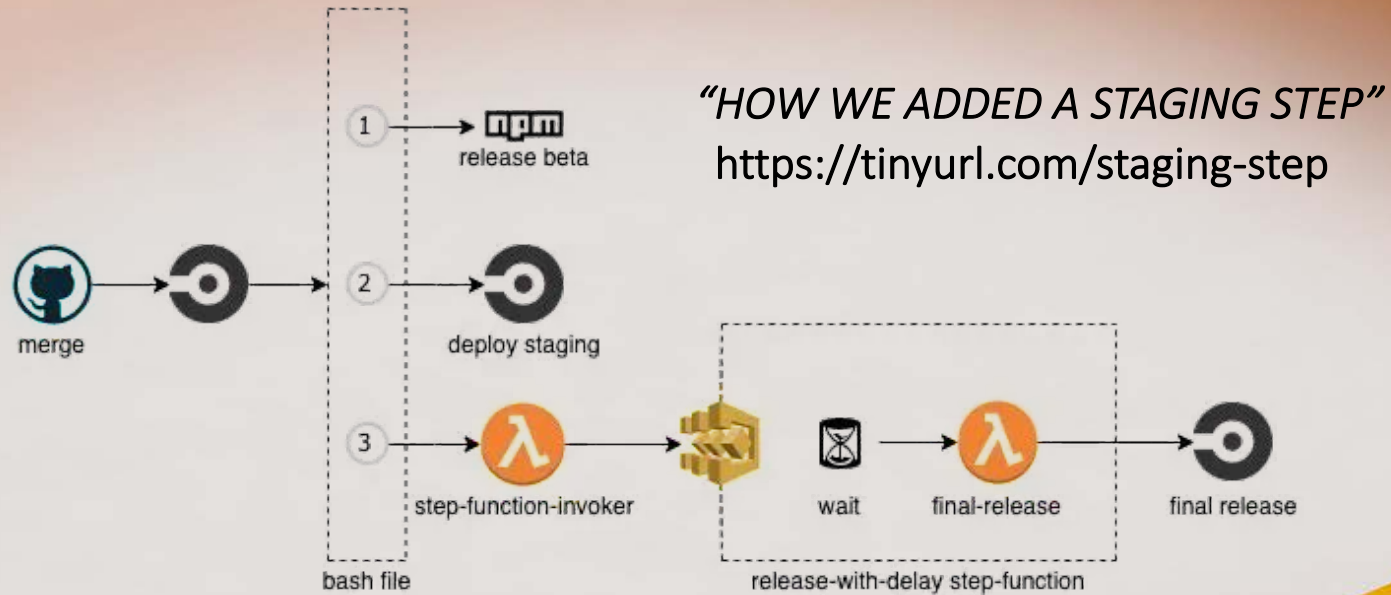 “HOW WE ADDED A STAGING STEP”
https://tinyurl.com/staging-step
1
npm
release beta
2
merge
deploy staging
3
step-function-invoker
wait
final-release
final release
bash file
release-with-delay step-function